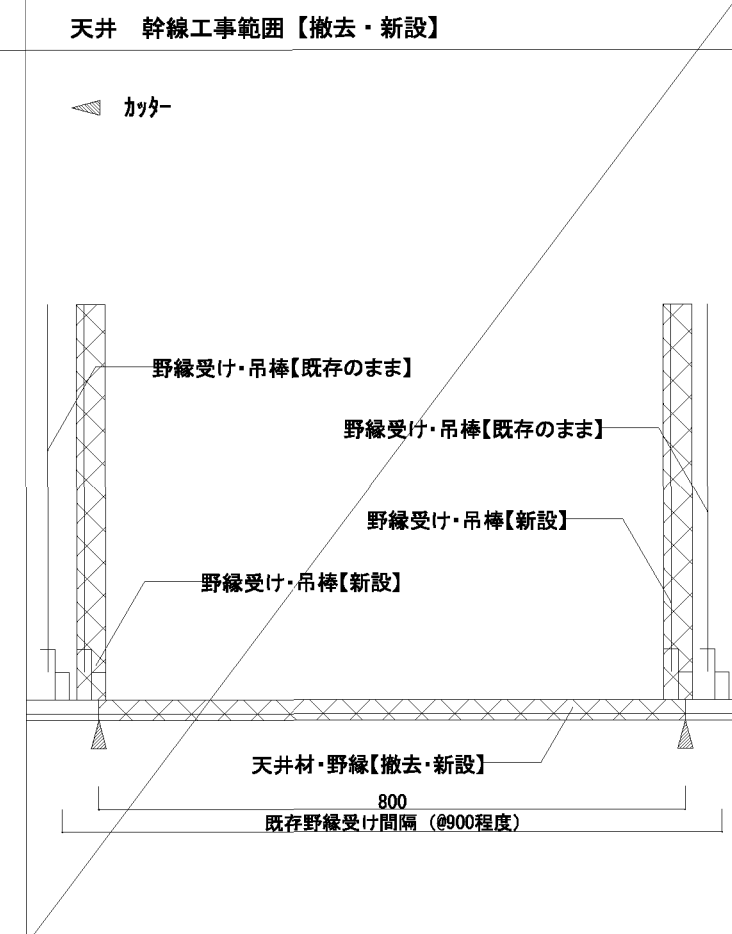 天井　幹線工事範囲【撤去・新設】
カッター
野縁受け・吊棒【既存のまま】
野縁受け・吊棒【既存のまま】
野縁受け・吊棒【新設】
野縁受け・吊棒【新設】
天井材・野縁【撤去・新設】
800
既存野縁受け間隔（@900程度）